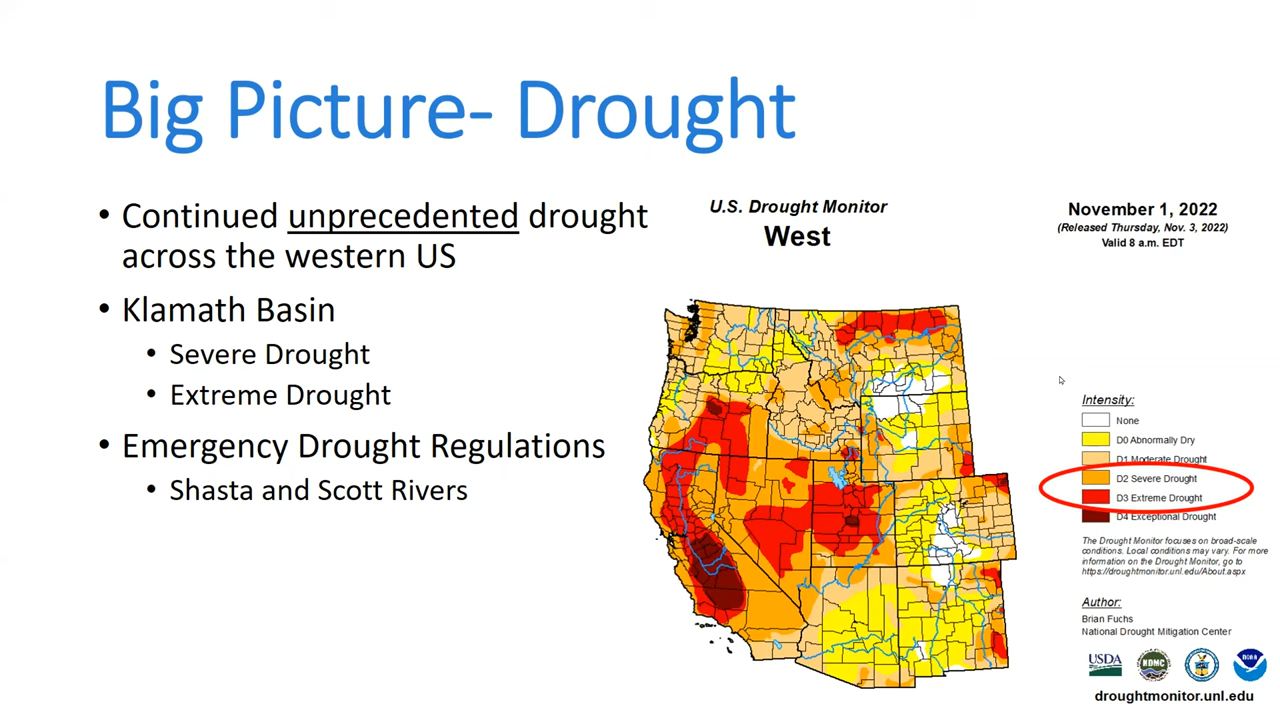 Big Picture- Drought
• Continued unprecedented drought
across the western US
• Klamath Basin
• Severe Drought
• Extreme Drought
• Emergency Drought Regulations
• Shasta and Scott Rivers
U.S. Drought Monitor
West
November 1, 2022
(Released Thursday, Nov. 3, 2022)
Valid 8 a.m. EDT
Intensity:
None
D0 Abnormally Dry
D1 Moderate Drought
D2 Severe Drought
D3 Extreme Drought
D4 Exceptional Drought
The Drought Monitor focuses on broad-scale
conditions. Local conditions may vary. For more
information on the Drought Monitor, go to
https://droughtmonitor.unl.edu/About.aspx
Author:
Brian Fuchs
National Drought Mitigation Center
USDA
NDMC
noaa
droughtmonitor.unl.edu